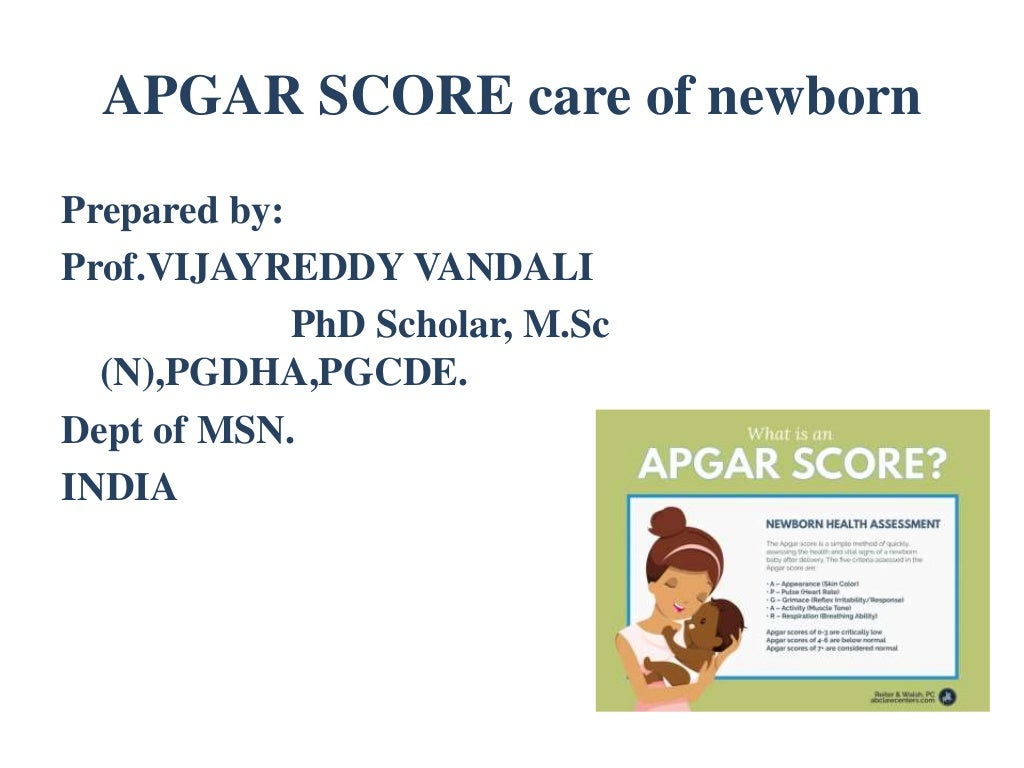 APGAR SCORE care of newborn
Prepared by:
Prof.VIJAYREDDY VANDALI
PhD Scholar, M.Sc
(N),PGDHA,PGCDE.
Dept of MSN.
INDIA
What is an
APGAR SCORE?
NEWBORN HEALTH ASSESSMENT
The Apgar score is a simple method of quickly
assessing the health and vital signs of a newborn
baby after delivery. The five criteria assessed in the
Apgar score are:
• A – Appearance (Skin Color)
• P – Pulse (Heart Rate)
• G – Grimace (Reflex Irritability/Response)
• A – Activity (Muscle Tone)
• R – Respiration (Breathing Ability)
Apgar scores of 0-3 are critically low
Apgar scores of 4-6 are below normal
Apgar scores of 7+ are considered normal
Reiter & Walsh, PC
abclawcenters.com